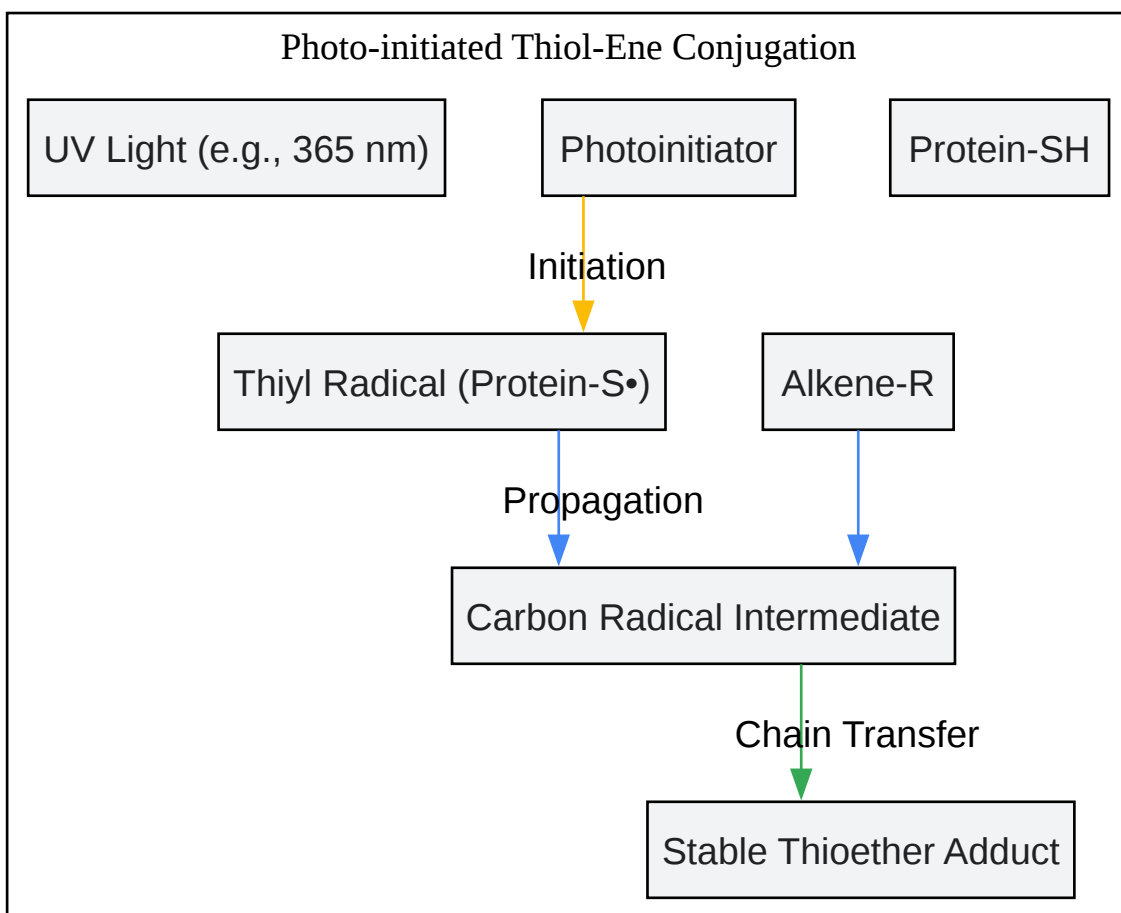 Photo-initiated Thiol-Ene Conjugation
UV Light (e.g., 365 nm)
Photoinitiator
Protein-SH
Initiation
Thiyl Radical (Protein-S•)
Alkene-R
Propagation
Carbon Radical Intermediate
Chain Transfer
Stable Thioether Adduct